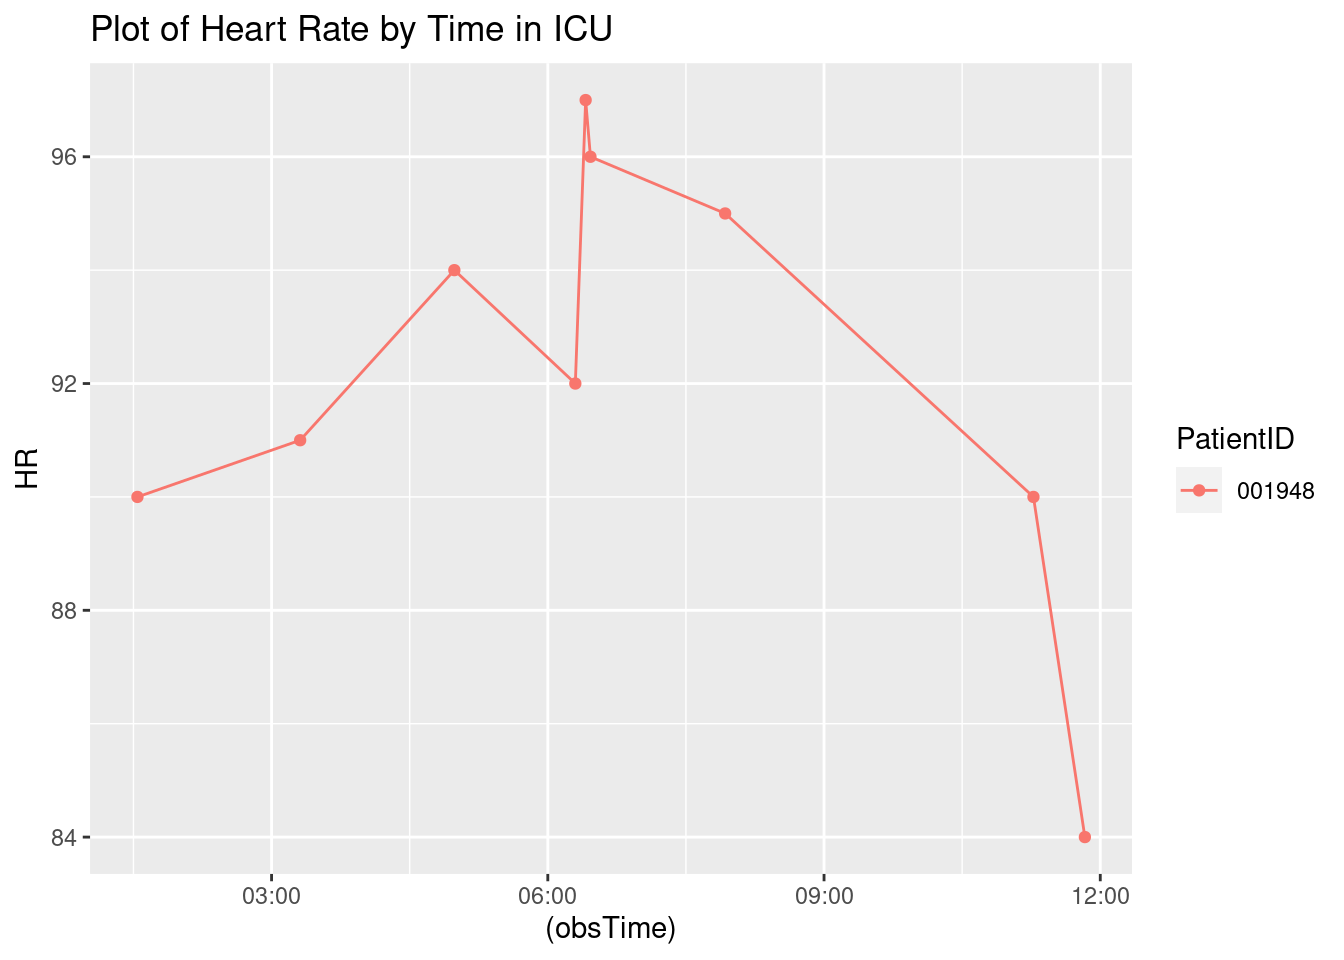 Plot of Heart Rate by Time in ICU
96
92
88
84
HR
03:00 06:00 09:00 12:00
(obsTime)
PatientID
001948